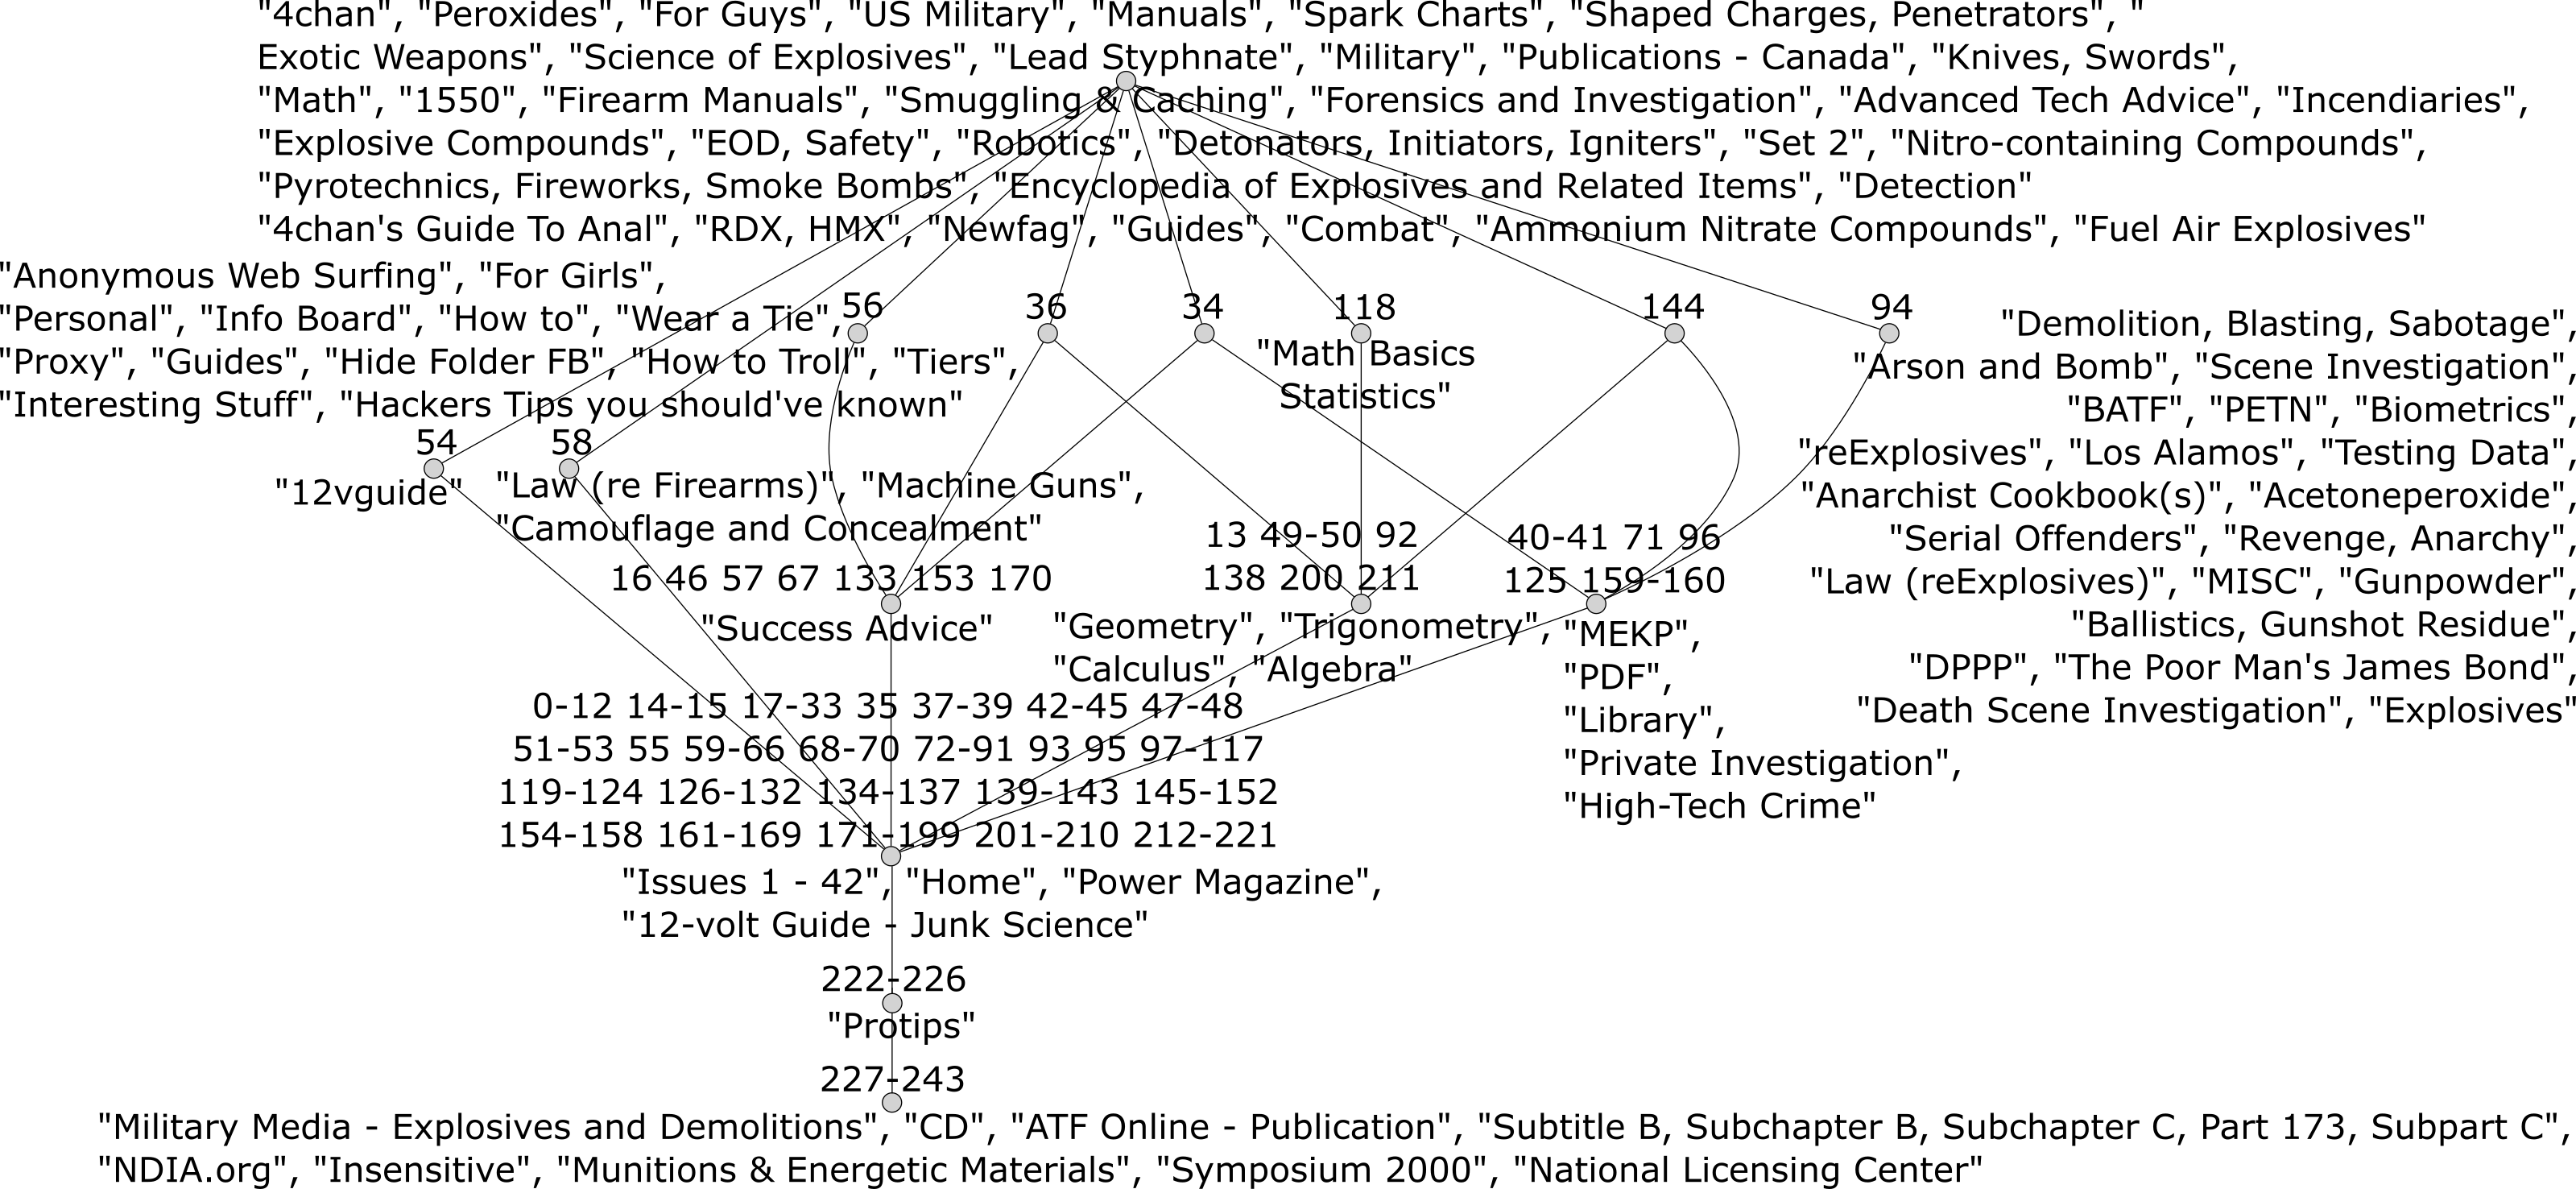 "4chan", "Peroxides", "For Guys", "US Military", "Manuals", "Spark Charts", "Shaped Charges, Penetrators", "
Exotic Weapons", "Science of Explosives", "Lead Styphnate", "Military", "Publications - Canada", "Knives, Swords",
"Math", "1550", "Firearm Manuals", "Smuggling & Caching", "Forensics and Investigation", "Advanced Tech Advice", "Incendiaries",
"Explosive Compounds", "EOD, Safety", "Robotics", "Detonators, Initiators, Igniters", "Set 2", "Nitro-containing Compounds",
"Pyrotechnics, Fireworks, Smoke Bombs", "Encyclopedia of Explosives and Related Items", "Detection"
"4chan's Guide To Anal", "RDX, HMX", "Newfag", "Guides", "Combat", "Ammonium Nitrate Compounds", "Fuel Air Explosives"
"Anonymous Web Surfing", "For Girls",
"Personal", "Info Board", "How to", "Wear a Tie",
"Proxy", "Guides", "Hide Folder FB", "How to Troll", "Tiers",
"Interesting Stuff", "Hackers Tips you should've known"
56
36
34
118
144
94
"Math Basics
Statistics"
"Demolition, Blasting, Sabotage",
"Arson and Bomb", "Scene Investigation",
"BATF", "PETN", "Biometrics",
"reExplosives", "Los Alamos", "Testing Data",
"Anarchist Cookbook(s)", "Acetoneperoxide",
"Serial Offenders", "Revenge, Anarchy",
"Law (reExplosives)", "MISC", "Gunpowder",
"Ballistics, Gunshot Residue",
"DPPP", "The Poor Man's James Bond",
"Death Scene Investigation", "Explosives"
54
58
"12vguide"
"Law (re Firearms)", "Machine Guns",
"Camouflage and Concealment"
16 46 57 67 133 153 170
"Success Advice"
13 49-50 92
138 200 211
"Geometry", "Trigonometry",
"Calculus", "Algebra"
40-41 71 96
125 159-160
"MEKP",
"PDF",
"Library",
"Private Investigation",
"High-Tech Crime"
0-12 14-15 17-33 35 37-39 42-45 47-48
51-53 55 59-66 68-70 72-91 93 95 97-117
119-124 126-132 134-137 139-143 145-152
154-158 161-169 171-199 201-210 212-221
"Issues 1 - 42", "Home", "Power Magazine",
"12-volt Guide - Junk Science"
222-226
"Protips"
227-243
"Military Media - Explosives and Demolitions", "CD", "ATF Online - Publication", "Subtitle B, Subchapter B, Subchapter C, Part 173, Subpart C",
"NDIA.org", "Insensitive", "Munitions & Energetic Materials", "Symposium 2000", "National Licensing Center"